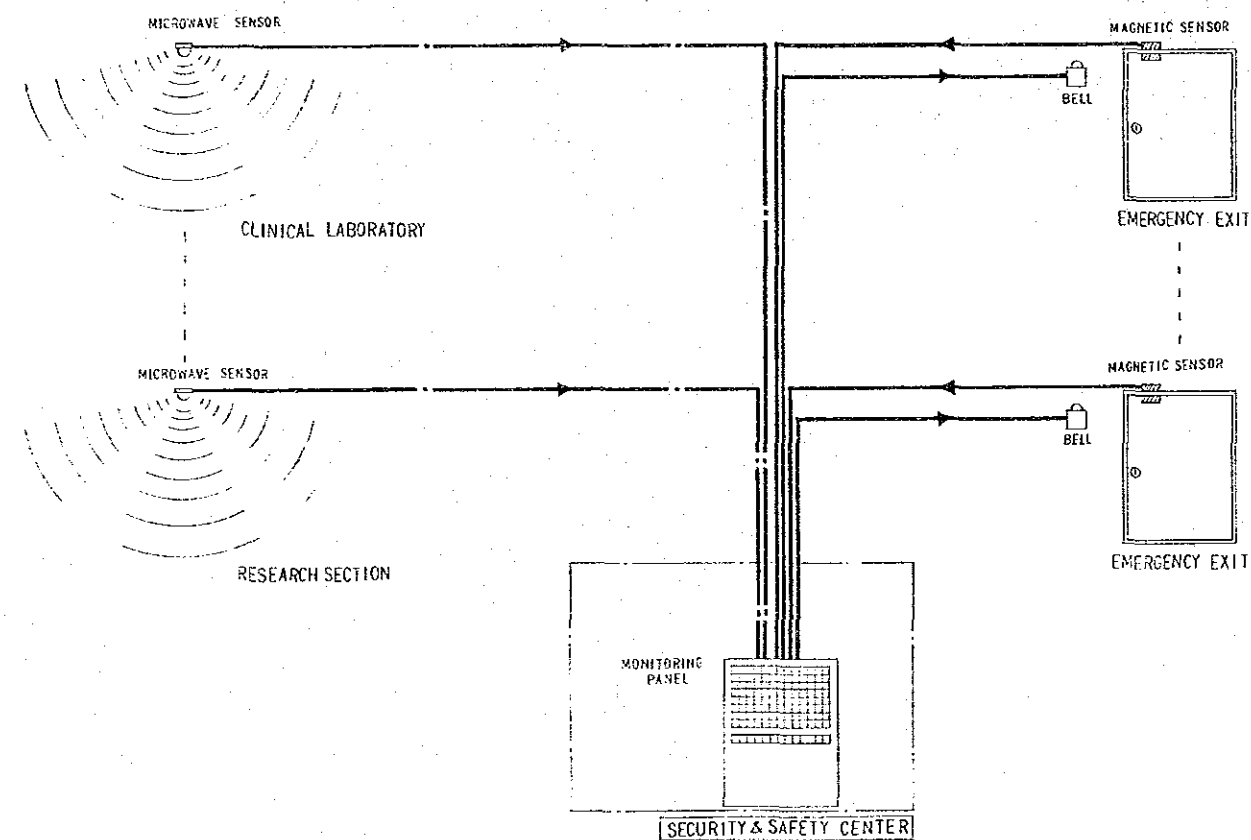 MICROWAVE SENSOR
MAGNETIC SENSOR
BELL
CLINICAL LABORATORY
EMERGENCY EXIT
MICROWAVE SENSOR
MAGNETIC SENSOR
BELL
RESEARCH SECTION
EMERGENCY EXIT
MONITORING
PANEL
SECURITY & SAFETY CENTER